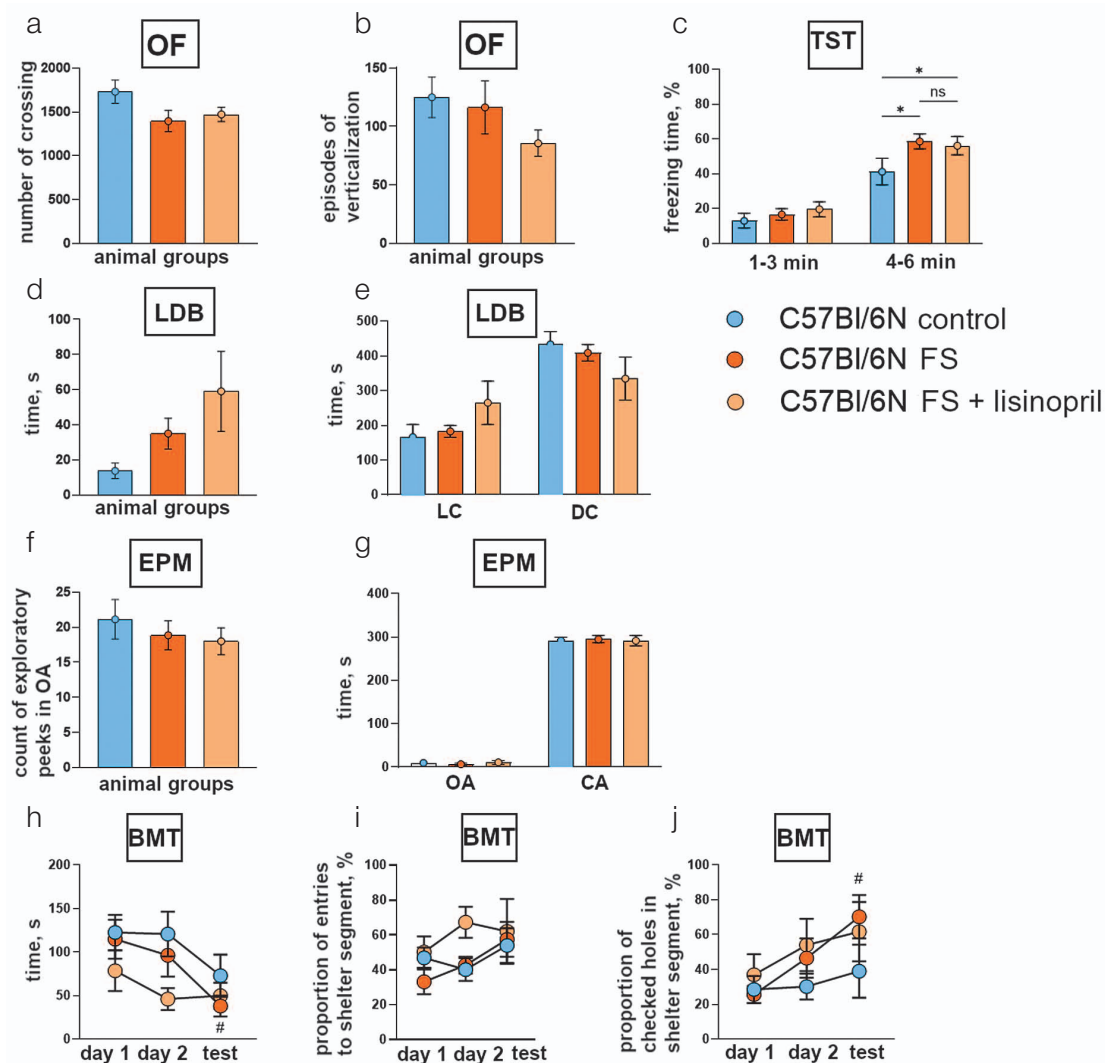 a
OF
number of crossing
2000
1500
1000
500
0
animal groups
b
OF
episodes of
verticalization
150
100
50
0
animal groups
c
TST
freezing time, %
100
80
60
40
20
0
*
ns
*
1-3 min
4-6 min
d
LDB
time, s
100
80
60
40
20
0
animal groups
e
LDB
time, s
500
400
300
200
100
0
LC
DC
C57Bl/6N control
C57Bl/6N FS
C57Bl/6N FS + lisinopril
f
EPM
count of exploratory
peeks in OA
25
20
15
10
5
0
animal groups
g
EPM
time, s
400
300
200
100
0
OA
CA
h
BMT
time, s
200
150
100
50
0
#
day 1 day 2 test
i
BMT
proportion of entries
to shelter segment, %
100
80
60
40
20
0
day 1 day 2 test
j
BMT
proportion of
checked holes in
shelter segment, %
100
80
60
40
20
0
#
day 1 day 2 test